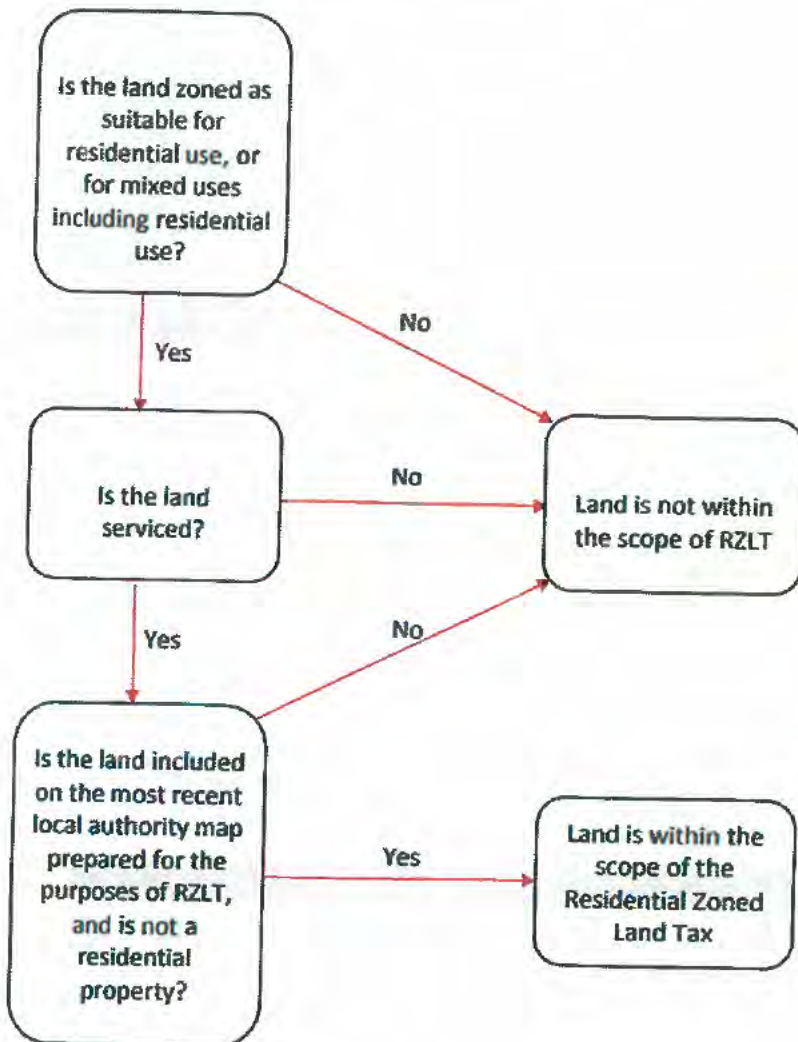 Is the land zoned as
suitable for
residential use, or
for mixed uses
including residential
use?
No
Yes
Is the land
serviced?
No
Land is not within
the scope of RZLT
Yes
No
Is the land included
on the most recent
local authority map
prepared for the
purposes of RZLT,
and is not a
residential
property?
Yes
Land is within the
scope of the
Residential Zoned
Land Tax